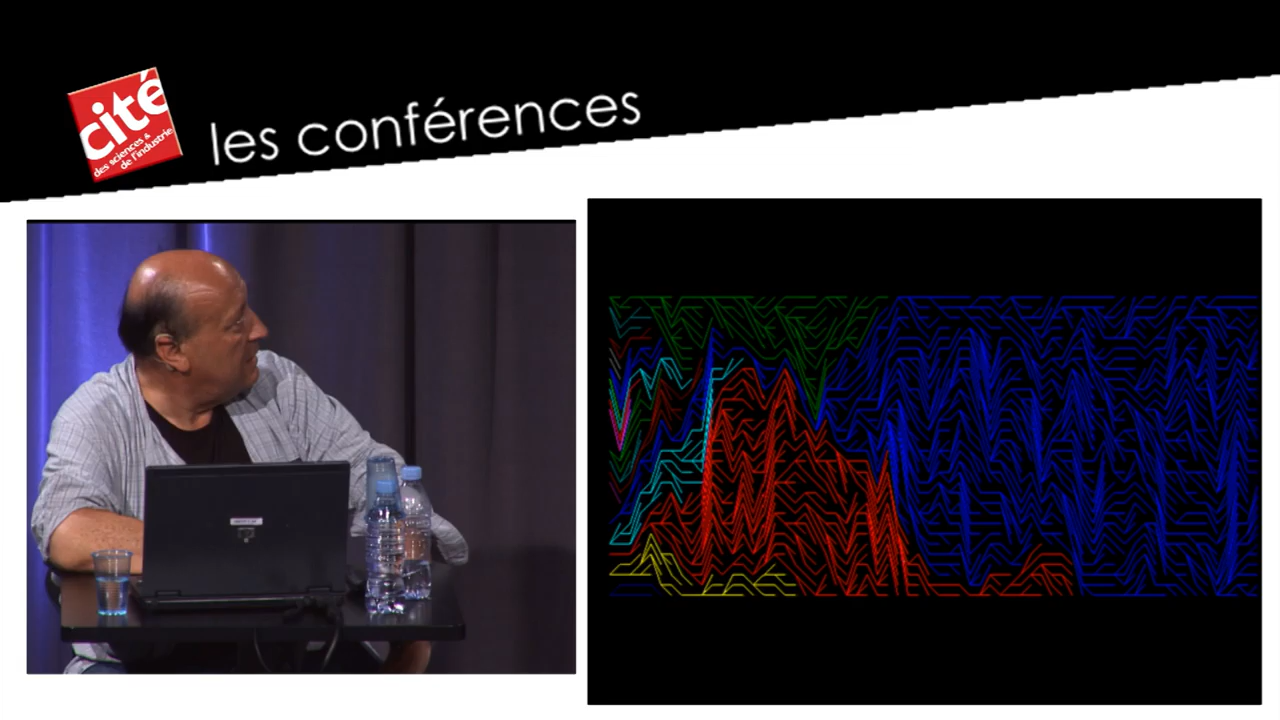 cité
des sciences &
de l'industrie
les conférences